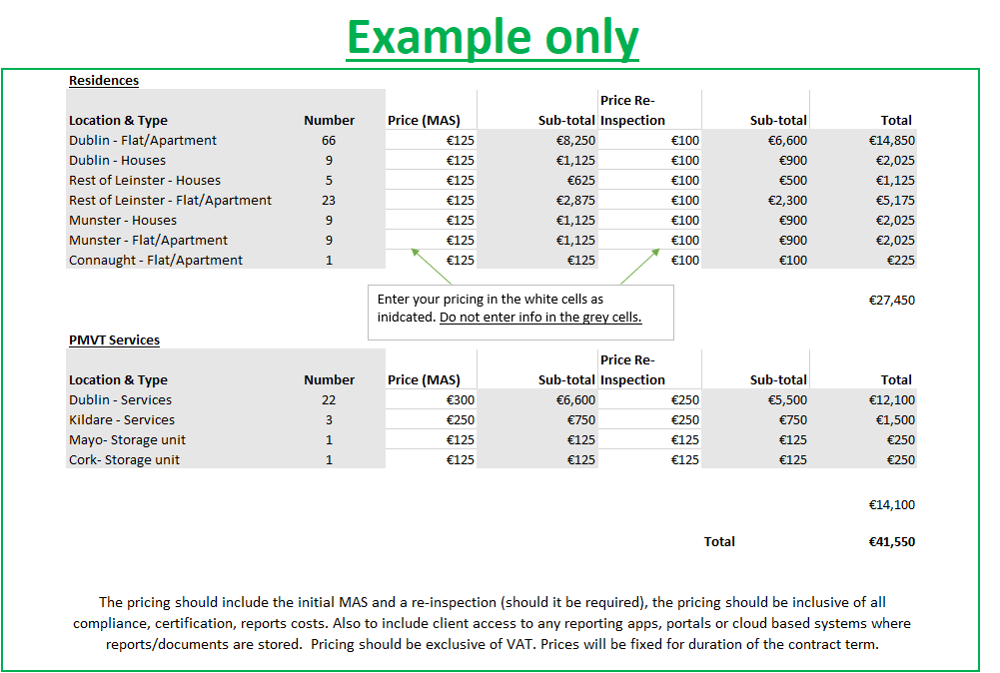 Example only
Residences
Price Re-
Location & Type Number Price (MAS) Sub-total Inspection Sub-total Total
Dublin - Flat/Apartment 66 €125 €8,250 €100 €6,600 €14,850
Dublin - Houses 9 €125 €1,125 €100 €900 €2,025
Rest of Leinster - Houses 5 €125 €625 €100 €500 €1,125
Rest of Leinster - Flat/Apartment 23 €125 €2,875 €100 €2,300 €5,175
Munster - Houses 9 €125 €1,125 €100 €900 €2,025
Munster - Flat/Apartment 9 €125 €1,125 €100 €900 €2,025
Connaught - Flat/Apartment 1 €125 €125 €100 €100 €225
Enter your pricing in the white cells as
inidcated. Do not enter info in the grey cells.
€27,450
PMVT Services
Price Re-
Location & Type Number Price (MAS) Sub-total Inspection Sub-total Total
Dublin - Services 22 €300 €6,600 €250 €5,500 €12,100
Kildare - Services 3 €250 €750 €250 €750 €1,500
Mayo- Storage unit 1 €125 €125 €125 €125 €250
Cork- Storage unit 1 €125 €125 €125 €125 €250
€14,100
Total €41,550
The pricing should include the initial MAS and a re-inspection (should it be required), the pricing should be inclusive of all
compliance, certification, reports costs. Also to include client access to any reporting apps, portals or cloud based systems where
reports/documents are stored.  Pricing should be exclusive of VAT. Prices will be fixed for duration of the contract term.